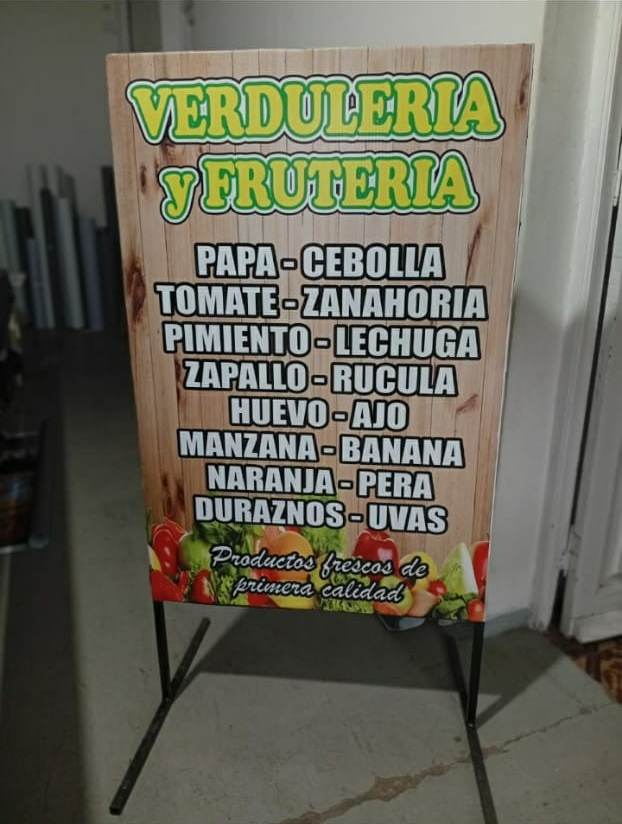 VERDULERIA
y FRUTERIA
PAPA - CEBOLLA
TOMATE - ZANAHORIA
PIMIENTO - LECHUGA
ZAPALLO - RUCULA
HUEVO - AJO
MANZANA - BANANA
NARANJA - PERA
DURAZNOS - UVAS
Productos frescos de
primera calidad